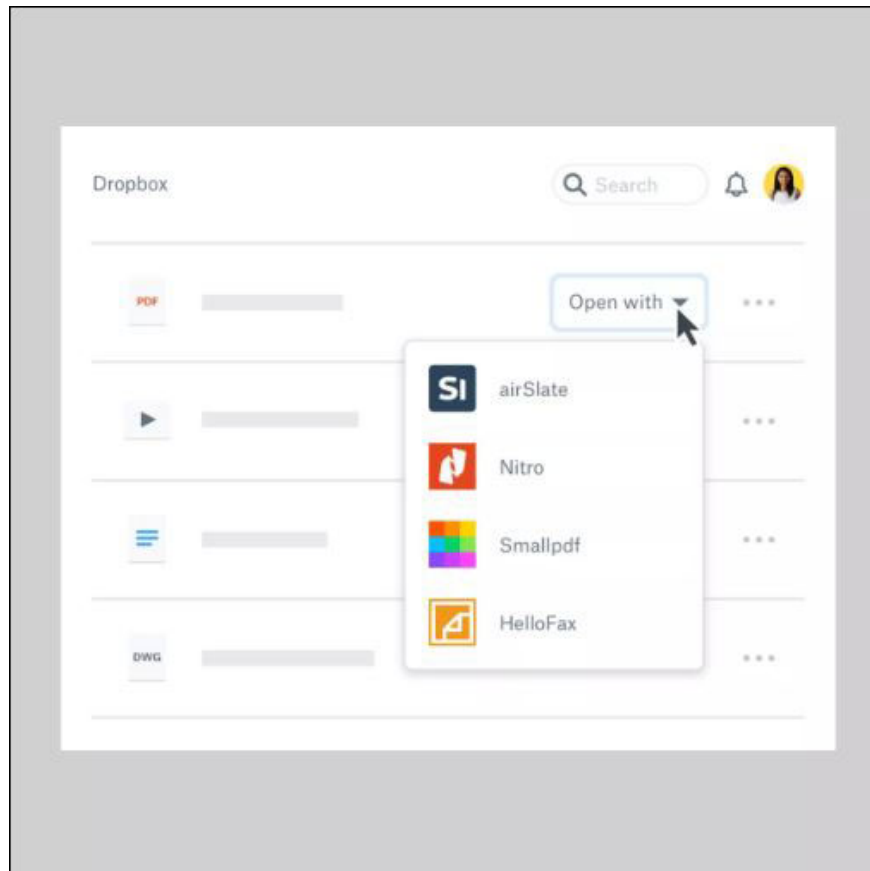 Dropbox
Search
PDF
Open with
SI airSlate
Nitro
Smallpdf
HelloFax
DWG